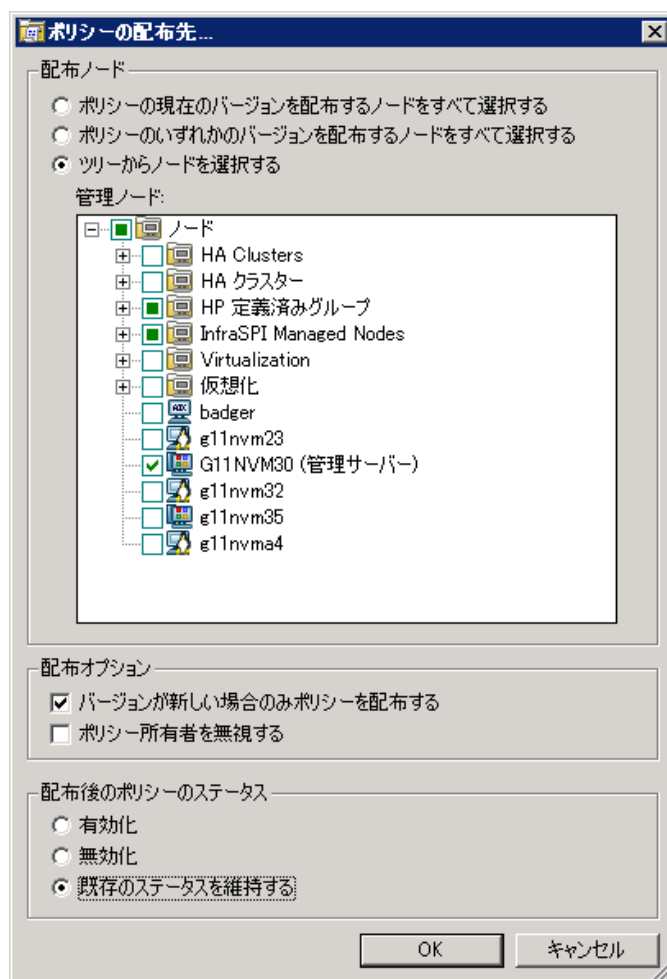 ポリシーの配布先...
配布ノード
ポリシーの現在のバージョンを配布するノードをすべて選択する
ポリシーのいずれかのバージョンを配布するノードをすべて選択する
ツリーからノードを選択する
管理ノード:
ノード
HA Clusters
HA クラスター
HP 定義済みグループ
InfraSPI Managed Nodes
Virtualization
仮想化
AIX badger
g11nvm23
G11NVM30 (管理サーバー)
g11nvm32
g11nvm35
g11nvma4
配布オプション
バージョンが新しい場合のみポリシーを配布する
ポリシー所有者を無視する
配布後のポリシーのステータス
有効化
無効化
既存のステータスを維持する
OK キャンセル